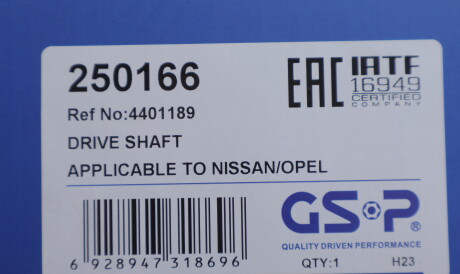 250166
Ref No:4401189
DRIVE SHAFT
APPLICABLE TO NISSAN/OPEL
EAC
IATF
16949
CERTIFIED
COMPANY
GSP®
QUALITY DRIVEN PERFORMANCE
6 928947 318696
QTY:1 H23